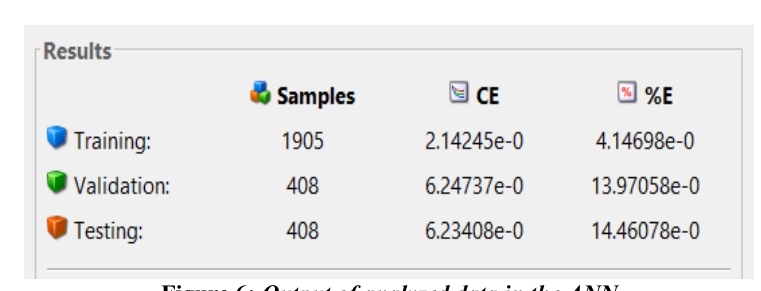 Results
Samples CE %E
Training: 1905 2.14245e-0 4.14698e-0
Validation: 408 6.24737e-0 13.97058e-0
Testing: 408 6.23408e-0 14.46078e-0
Figure 6: Output of analyzed data in the ANN